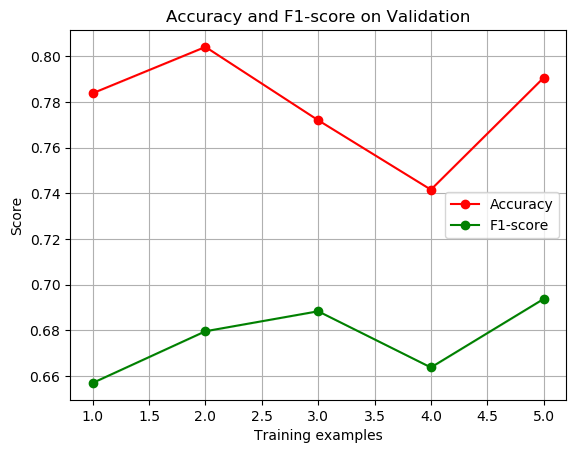 Accuracy and F1-score on Validation
Score
0.80
0.78
0.76
0.74
0.72
0.70
0.68
0.66
Accuracy
F1-score
1.0 1.5 2.0 2.5 3.0 3.5 4.0 4.5 5.0
Training examples